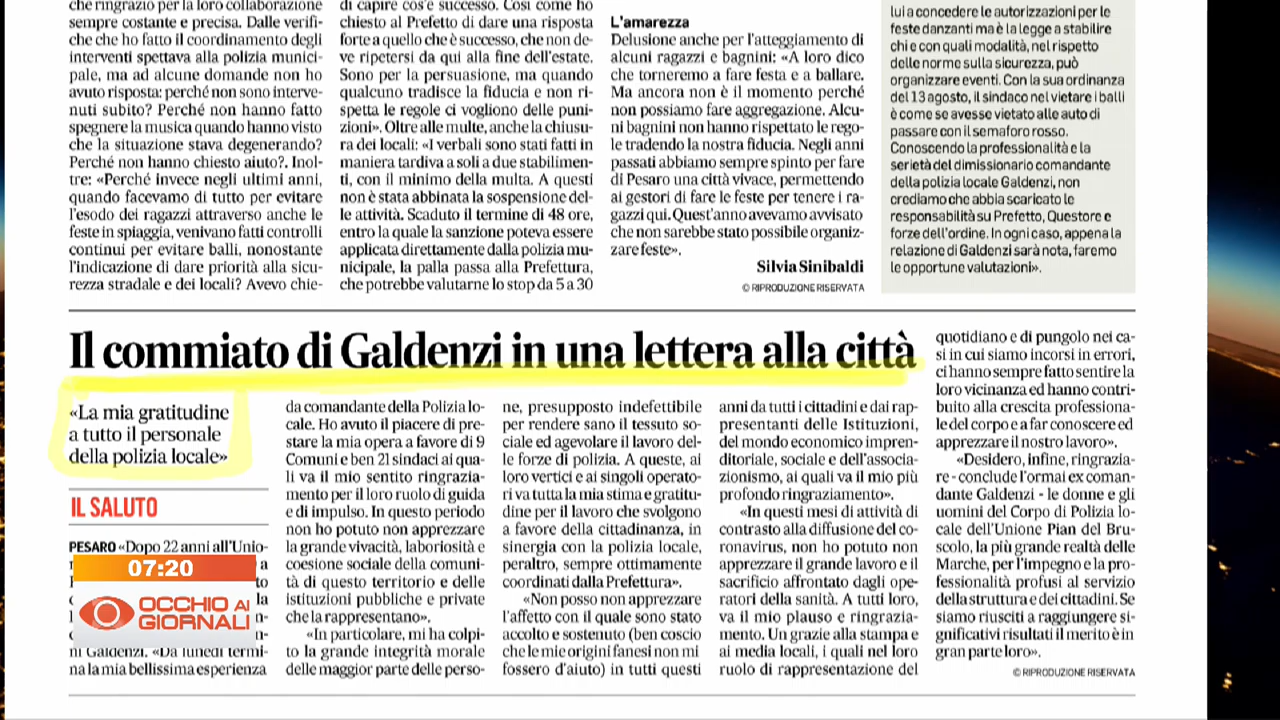 che ringrazio per la loro collaborazione
sempre costante e precisa. Dalle verifi-
che che ho fatto il coordinamento degli
interventi spettava alla polizia munici-
pale, ma ad alcune domande non ho
avuto risposta: perché non sono interve-
nuti subito? Perché non hanno fatto
spegnere la musica quando hanno visto
che la situazione stava degenerando?
Perché non hanno chiesto aiuto?. Inol-
tre: «Perché invece negli ultimi anni,
quando facevamo di tutto per evitare
l'esodo dei ragazzi attraverso anche le
feste in spiaggia, venivano fatti controlli
continui per evitare balli, nonostante
l'indicazione di dare priorità alla sicu-
rezza stradale e dei locali? Avevo chie-
di capire cos'è successo. Così come ho
chiesto al Prefetto di dare una risposta
forte a quello che è successo, che non de-
ve ripetersi da qui alla fine dell'estate.
Sono per la persuasione, ma quando
qualcuno tradisce la fiducia e non ri-
spetta le regole ci vogliono delle puni-
zioni». Oltre alle multe, anche la chiusu-
ra dei locali: «I verbali sono stati fatti in
maniera tardiva a soli a due stabilimen-
ti, con il minimo della multa. A questi
non è stata abbinata la sospensione del-
le attività. Scaduto il termine di 48 ore,
entro la quale la sanzione poteva essere
applicata direttamente dalla polizia mu-
nicipale, la palla passa alla Prefettura,
che potrebbe valutarne lo stop da 5 a 30
L'amarezza
Delusione anche per l'atteggiamento di
alcuni ragazzi e bagnini: «A loro dico
che torneremo a fare festa e a ballare.
Ma ancora non è il momento perché
non possiamo fare aggregazione. Alcu-
ni bagnini non hanno rispettato le rego-
le tradendo la nostra fiducia. Negli anni
passati abbiamo sempre spinto per fare
di Pesaro una città vivace, permettendo
ai gestori di fare le feste per tenere i ra-
gazzi qui. Quest'anno avevamo avvisato
che non sarebbe stato possibile organiz-
zare feste».
Silvia Sinibaldi
© RIPRODUZIONE RISERVATA
lui a concedere le autorizzazioni per le
feste danzanti ma è la legge a stabilire
chi e con quali modalità, nel rispetto
delle norme sulla sicurezza, può
organizzare eventi. Con la sua ordinanza
del 13 agosto, il sindaco nel vietare i balli
è come se avesse vietato alle auto di
passare con il semaforo rosso.
Conoscendo la professionalità e la
serietà del dimissionario comandante
della polizia locale Galdenzi, non
crediamo che abbia scaricato le
responsabilità su Prefetto, Questore e
forze dell'ordine. In ogni caso, appena la
relazione di Galdenzi sarà nota, faremo
le opportune valutazioni».
Il commiato di Galdenzi in una lettera alla città
«La mia gratitudine
a tutto il personale
della polizia locale»
IL SALUTO
PESARO «Dopo 22 anni all'Unio-
07:20
OCCHIO AI
GIORNALI
ni Galdenzi. «Da lunedì termi-
na la mia bellissima esperienza
da comandante della Polizia lo-
cale. Ho avuto il piacere di pre-
stare la mia opera a favore di 9
Comuni e ben 21 sindaci ai qua-
li va il mio sentito ringrazia-
mento per il loro ruolo di guida
e di impulso. In questo periodo
non ho potuto non apprezzare
la grande vivacità, laboriosità e
coesione sociale della comuni-
tà di questo territorio e delle
istituzioni pubbliche e private
che la rappresentano».
«In particolare, mi ha colpi-
to la grande integrità morale
delle maggior parte delle perso-
ne, presupposto indefettibile
per rendere sano il tessuto so-
ciale ed agevolare il lavoro del-
le forze di polizia. A queste, ai
loro vertici e ai singoli operato-
ri va tutta la mia stima e gratitu-
dine per il lavoro che svolgono
a favore della cittadinanza, in
sinergia con la polizia locale,
peraltro, sempre ottimamente
coordinati dalla Prefettura».
«Non posso non apprezzare
l'affetto con il quale sono stato
accolto e sostenuto (ben coscio
che le mie origini fanesi non mi
fossero d'aiuto) in tutti questi
anni da tutti i cittadini e dai rap-
presentanti delle Istituzioni,
del mondo economico impren-
ditoriale, sociale e dell'associa-
zionismo, ai quali va il mio più
profondo ringraziamento».
«In questi mesi di attività di
contrasto alla diffusione del co-
ronavirus, non ho potuto non
apprezzare il grande lavoro e il
sacrificio affrontato dagli ope-
ratori della sanità. A tutti loro,
va il mio plauso e ringrazia-
mento. Un grazie alla stampa e
ai media locali, i quali nel loro
ruolo di rappresentazione del
quotidiano e di pungolo nei ca-
si in cui siamo incorsi in errori,
ci hanno sempre fatto sentire la
loro vicinanza ed hanno contri-
buito alla crescita professiona-
le del corpo e a far conoscere ed
apprezzare il nostro lavoro».
«Desidero, infine, ringrazia-
re - conclude l'ormai ex coman-
dante Galdenzi - le donne e gli
uomini del Corpo di Polizia lo-
cale dell'Unione Pian del Bru-
scolo, la più grande realtà delle
Marche, per l'impegno e la pro-
fessionalità profusi al servizio
della struttura e dei cittadini. Se
siamo riusciti a raggiungere si-
gnificativi risultati il merito è in
gran parte loro».
© RIPRODUZIONE RISERVATA